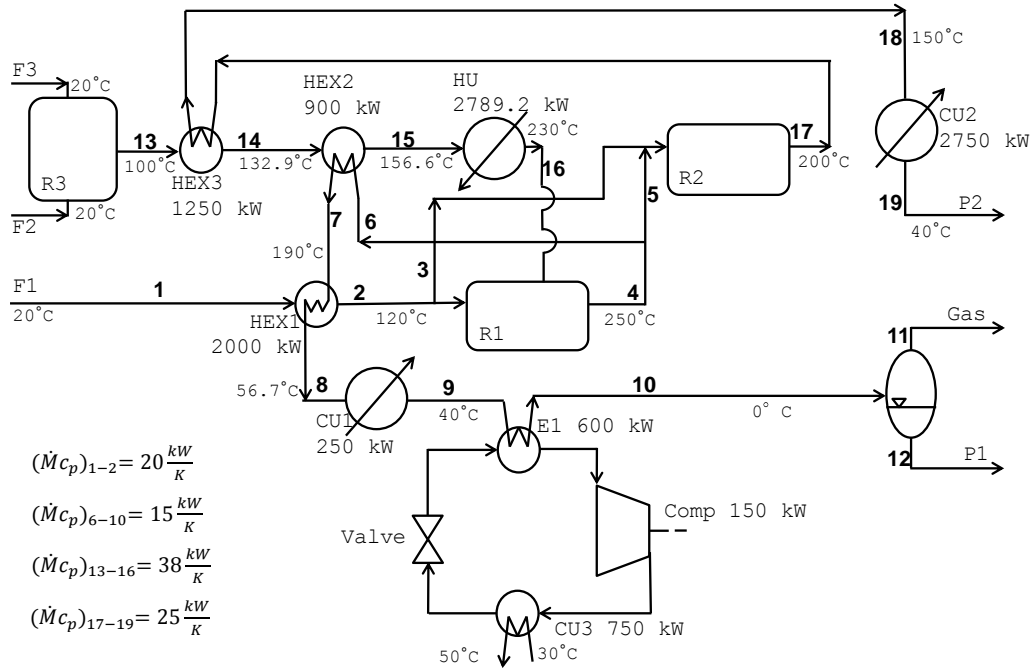 18
150°C
F3
20°C
HEX2
900 kW
HU
2789.2 kW
230°C
CU2
2750 kW
13
100°C
14
132.9°C
15
156.6°C
16
17
200°C
R3
HEX3
1250 kW
R2
5
20°C
F2
7
6
19
P2
40°C
190°C
3
F1
1
2
4
20°C
120°C
250°C
HEX1
2000 kW
R1
11
Gas
56.7°C
8
9
10
40°C
0° C
CU1
250 kW
E1 600 kW
12
P1
(Ṁc_p)_{1−2}= 20 kW/K
(Ṁc_p)_{6−10}= 15 kW/K
(Ṁc_p)_{13−16}= 38 kW/K
(Ṁc_p)_{17−19}= 25 kW/K
Valve
Comp 150 kW
CU3 750 kW
50°C
30°C